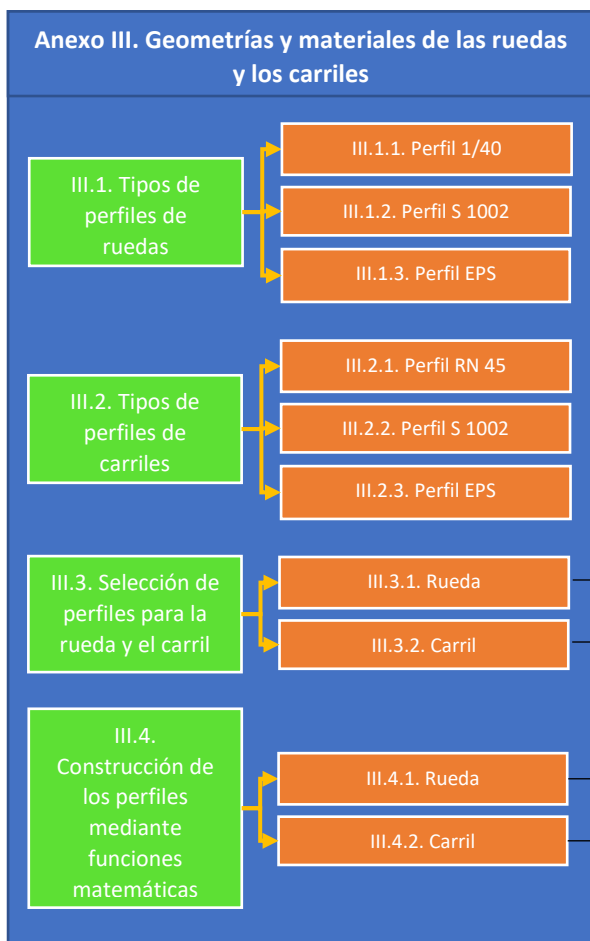 Anexo III. Geometrías y materiales de las ruedas
y los carriles
III.1. Tipos de
perfiles de
ruedas
III.1.1. Perfil 1/40
III.1.2. Perfil S 1002
III.1.3. Perfil EPS
III.2. Tipos de
perfiles de
carriles
III.2.1. Perfil RN 45
III.2.2. Perfil S 1002
III.2.3. Perfil EPS
III.3. Selección de
perfiles para la
rueda y el carril
III.3.1. Rueda
III.3.2. Carril
III.4.
Construcción de
los perfiles
mediante
funciones
matemáticas
III.4.1. Rueda
III.4.2. Carril